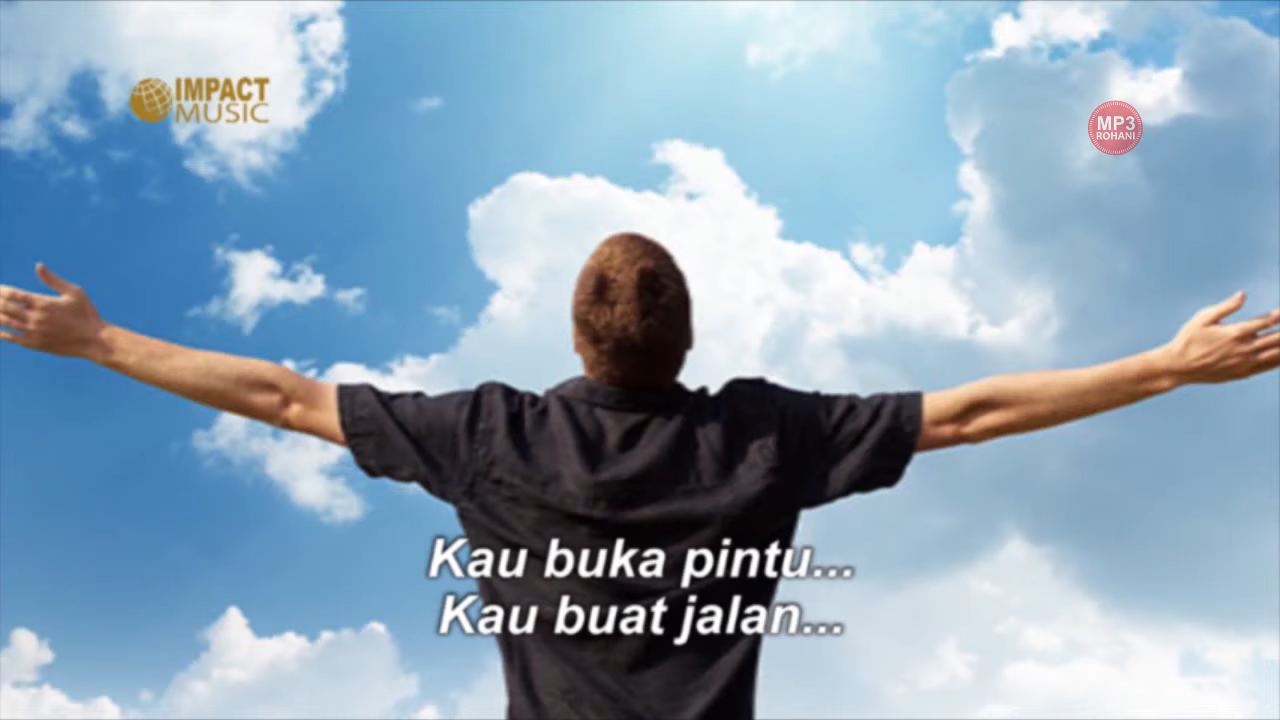 IMPACT
MUSIC
MP3
ROHANI
Kau buka pintu...
Kau buat jalan...